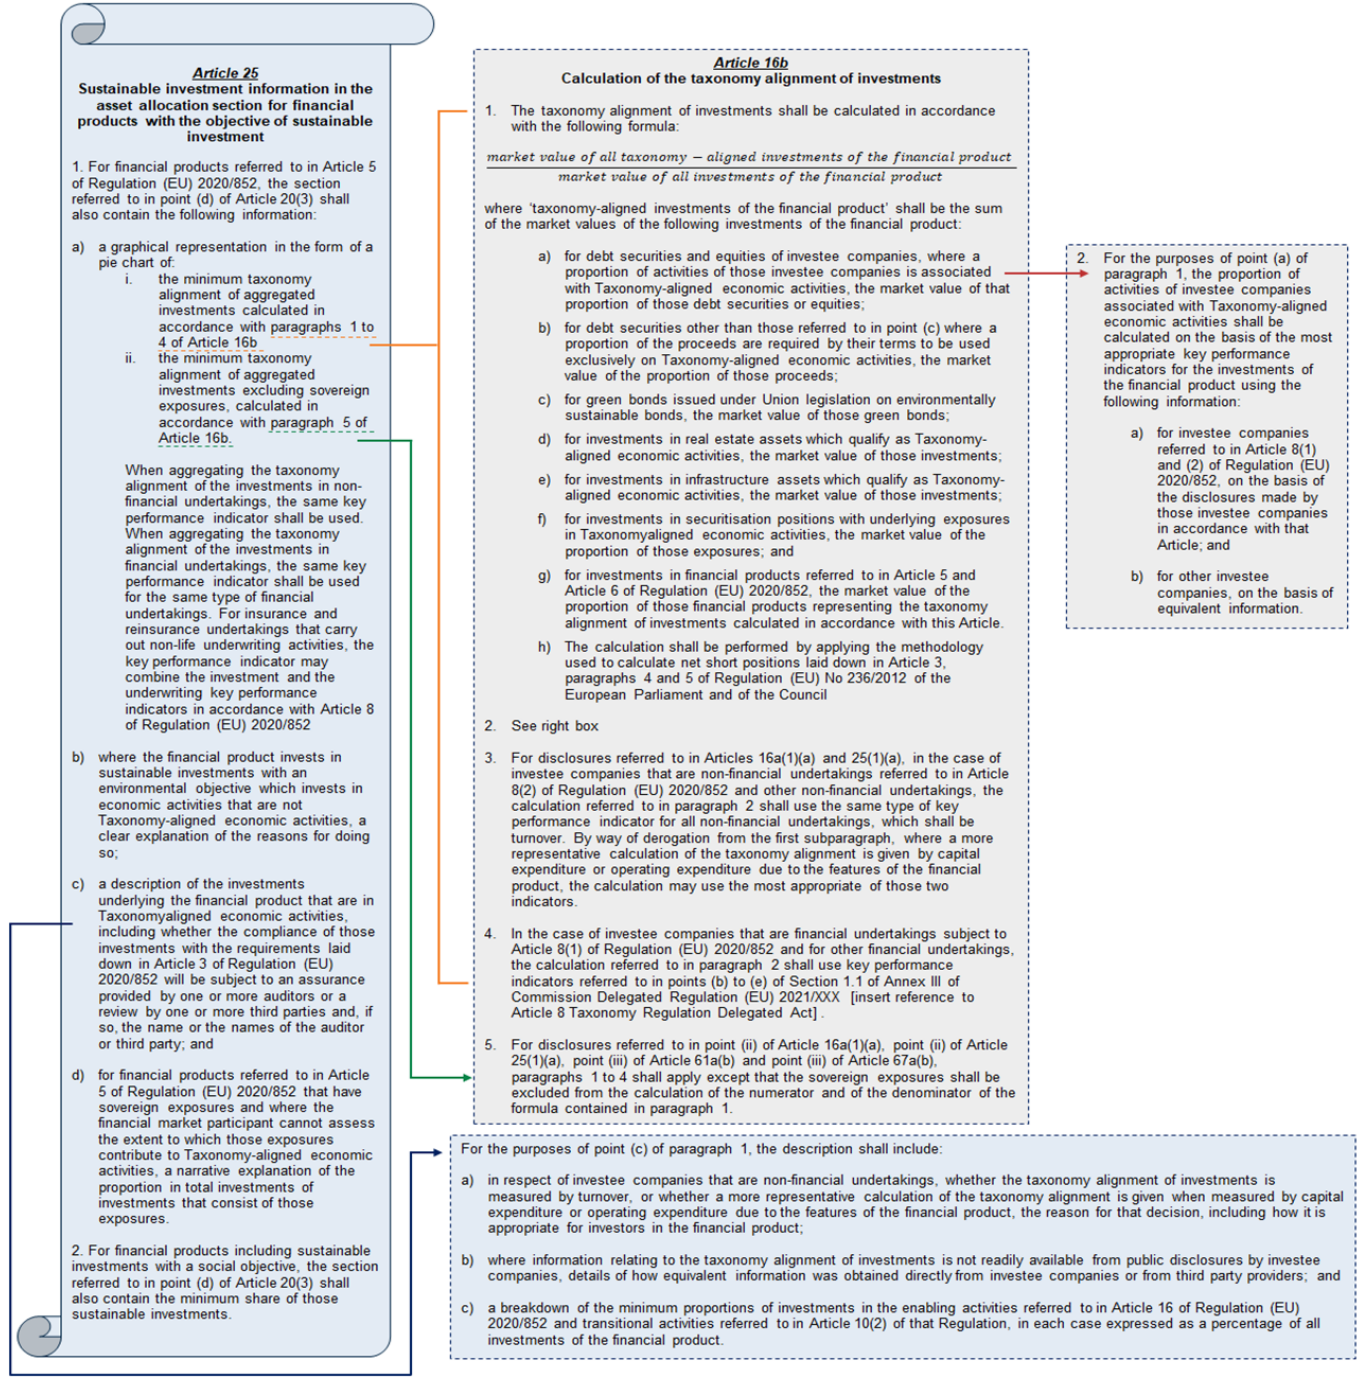 Article 25
Sustainable investment information in the
asset allocation section for financial
products with the objective of sustainable
investment
1. For financial products referred to in Article 5
of Regulation (EU) 2020/852, the section
referred to in point (d) of Article 20(3) shall
also contain the following information:
a) a graphical representation in the form of a
pie chart of:
i. the minimum taxonomy
alignment of aggregated
investments calculated in
accordance with paragraphs 1 to
4 of Article 16b
ii. the minimum taxonomy
alignment of aggregated
investments excluding sovereign
exposures, calculated in
accordance with paragraph 5 of
Article 16b.
When aggregating the taxonomy
alignment of the investments in non-
financial undertakings, the same key
performance indicator shall be used.
When aggregating the taxonomy
alignment of the investments in
financial undertakings, the same key
performance indicator shall be used
for the same type of financial
undertakings. For insurance and
reinsurance undertakings that carry
out non-life underwriting activities, the
key performance indicator may
combine the investment and the
underwriting key performance
indicators in accordance with Article 8
of Regulation (EU) 2020/852
b) where the financial product invests in
sustainable investments with an
environmental objective which invests in
economic activities that are not
Taxonomy-aligned economic activities, a
clear explanation of the reasons for doing
so;
c) a description of the investments
underlying the financial product that are in
Taxonomyaligned economic activities,
including whether the compliance of those
investments with the requirements laid
down in Article 3 of Regulation (EU)
2020/852 will be subject to an assurance
provided by one or more auditors or a
review by one or more third parties and, if
so, the name or the names of the auditor
or third party; and
d) for financial products referred to in Article
5 of Regulation (EU) 2020/852 that have
sovereign exposures and where the
financial market participant cannot assess
the extent to which those exposures
contribute to Taxonomy-aligned economic
activities, a narrative explanation of the
proportion in total investments of
investments that consist of those
exposures.
2. For financial products including sustainable
investments with a social objective, the section
referred to in point (d) of Article 20(3) shall
also contain the minimum share of those
sustainable investments.
Article 16b
Calculation of the taxonomy alignment of investments
1. The taxonomy alignment of investments shall be calculated in accordance
with the following formula:
market value of all taxonomy − aligned investments of the financial product
market value of all investments of the financial product
where ‘taxonomy-aligned investments of the financial product’ shall be the sum
of the market values of the following investments of the financial product:
a) for debt securities and equities of investee companies, where a
proportion of activities of those investee companies is associated
with Taxonomy-aligned economic activities, the market value of that
proportion of those debt securities or equities;
b) for debt securities other than those referred to in point (c) where a
proportion of the proceeds are required by their terms to be used
exclusively on Taxonomy-aligned economic activities, the market
value of the proportion of those proceeds;
c) for green bonds issued under Union legislation on environmentally
sustainable bonds, the market value of those green bonds;
d) for investments in real estate assets which qualify as Taxonomy-
aligned economic activities, the market value of those investments;
e) for investments in infrastructure assets which qualify as Taxonomy-
aligned economic activities, the market value of those investments;
f) for investments in securitisation positions with underlying exposures
in Taxonomyaligned economic activities, the market value of the
proportion of those exposures; and
g) for investments in financial products referred to in Article 5 and
Article 6 of Regulation (EU) 2020/852, the market value of the
proportion of those financial products representing the taxonomy
alignment of investments calculated in accordance with this Article.
h) The calculation shall be performed by applying the methodology
used to calculate net short positions laid down in Article 3,
paragraphs 4 and 5 of Regulation (EU) No 236/2012 of the
European Parliament and of the Council
2. See right box
3. For disclosures referred to in Articles 16a(1)(a) and 25(1)(a), in the case of
investee companies that are non-financial undertakings referred to in Article
8(2) of Regulation (EU) 2020/852 and other non-financial undertakings, the
calculation referred to in paragraph 2 shall use the same type of key
performance indicator for all non-financial undertakings, which shall be
turnover. By way of derogation from the first subparagraph, where a more
representative calculation of the taxonomy alignment is given by capital
expenditure or operating expenditure due to the features of the financial
product, the calculation may use the most appropriate of those two
indicators.
4. In the case of investee companies that are financial undertakings subject to
Article 8(1) of Regulation (EU) 2020/852 and for other financial undertakings,
the calculation referred to in paragraph 2 shall use key performance
indicators referred to in points (b) to (e) of Section 1.1 of Annex III of
Commission Delegated Regulation (EU) 2021/XXX [insert reference to
Article 8 Taxonomy Regulation Delegated Act] .
5. For disclosures referred to in point (ii) of Article 16a(1)(a), point (ii) of Article
25(1)(a), point (iii) of Article 61a(b) and point (iii) of Article 67a(b),
paragraphs 1 to 4 shall apply except that the sovereign exposures shall be
excluded from the calculation of the numerator and of the denominator of the
formula contained in paragraph 1.
2. For the purposes of point (a) of
paragraph 1, the proportion of
activities of investee companies
associated with Taxonomy-aligned
economic activities shall be
calculated on the basis of the most
appropriate key performance
indicators for the investments of
the financial product using the
following information:
a) for investee companies
referred to in Article 8(1)
and (2) of Regulation (EU)
2020/852, on the basis of
the disclosures made by
those investee companies
in accordance with that
Article; and
b) for other investee
companies, on the basis of
equivalent information.
For the purposes of point (c) of paragraph 1, the description shall include:
a) in respect of investee companies that are non-financial undertakings, whether the taxonomy alignment of investments is
measured by turnover, or whether a more representative calculation of the taxonomy alignment is given when measured by capital
expenditure or operating expenditure due to the features of the financial product, the reason for that decision, including how it is
appropriate for investors in the financial product;
b) where information relating to the taxonomy alignment of investments is not readily available from public disclosures by investee
companies, details of how equivalent information was obtained directly from investee companies or from third party providers; and
c) a breakdown of the minimum proportions of investments in the enabling activities referred to in Article 16 of Regulation (EU)
2020/852 and transitional activities referred to in Article 10(2) of that Regulation, in each case expressed as a percentage of all
investments of the financial product.